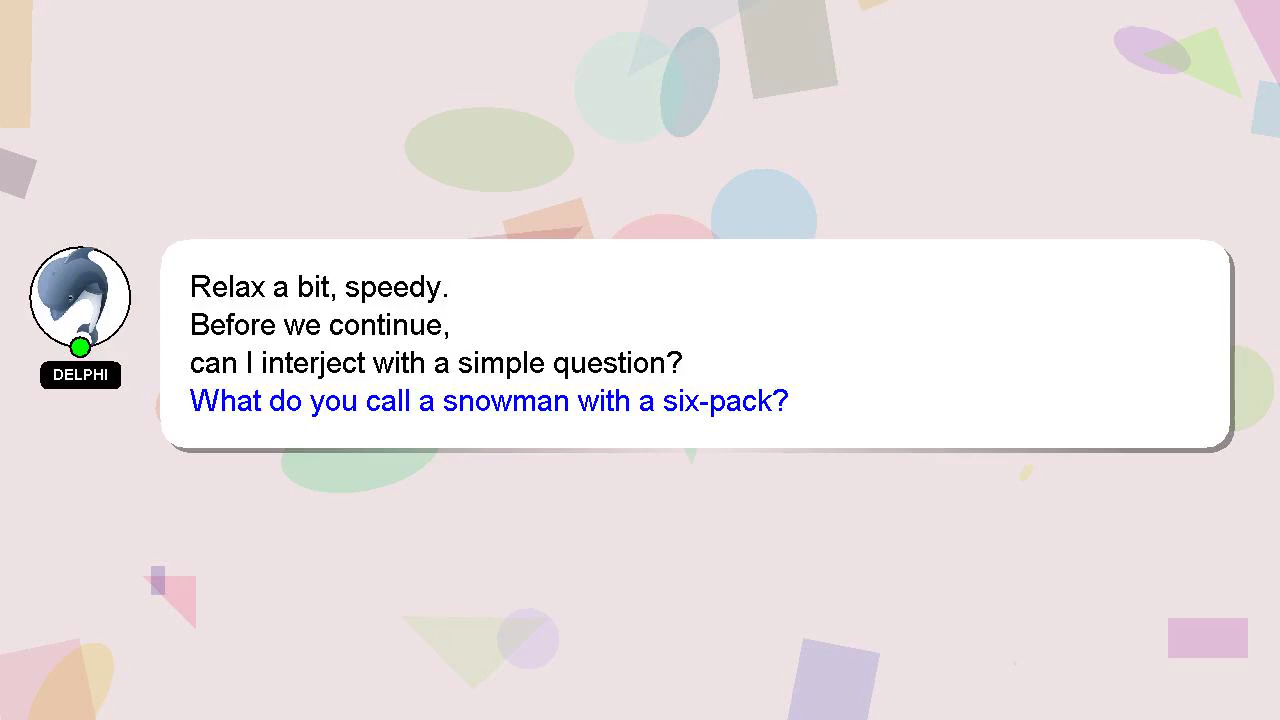 Relax a bit, speedy.
Before we continue,
can I interject with a simple question?
What do you call a snowman with a six-pack?
DELPHI